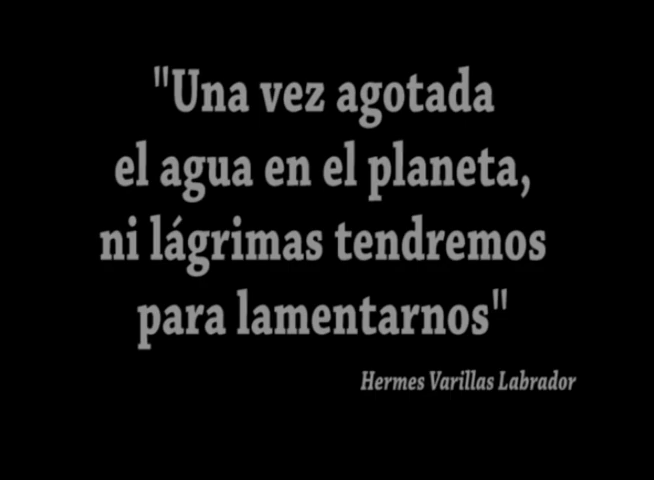 "Una vez agotada
el agua en el planeta,
ni lágrimas tendremos
para lamentarnos"
Hermes Varillas Labrador